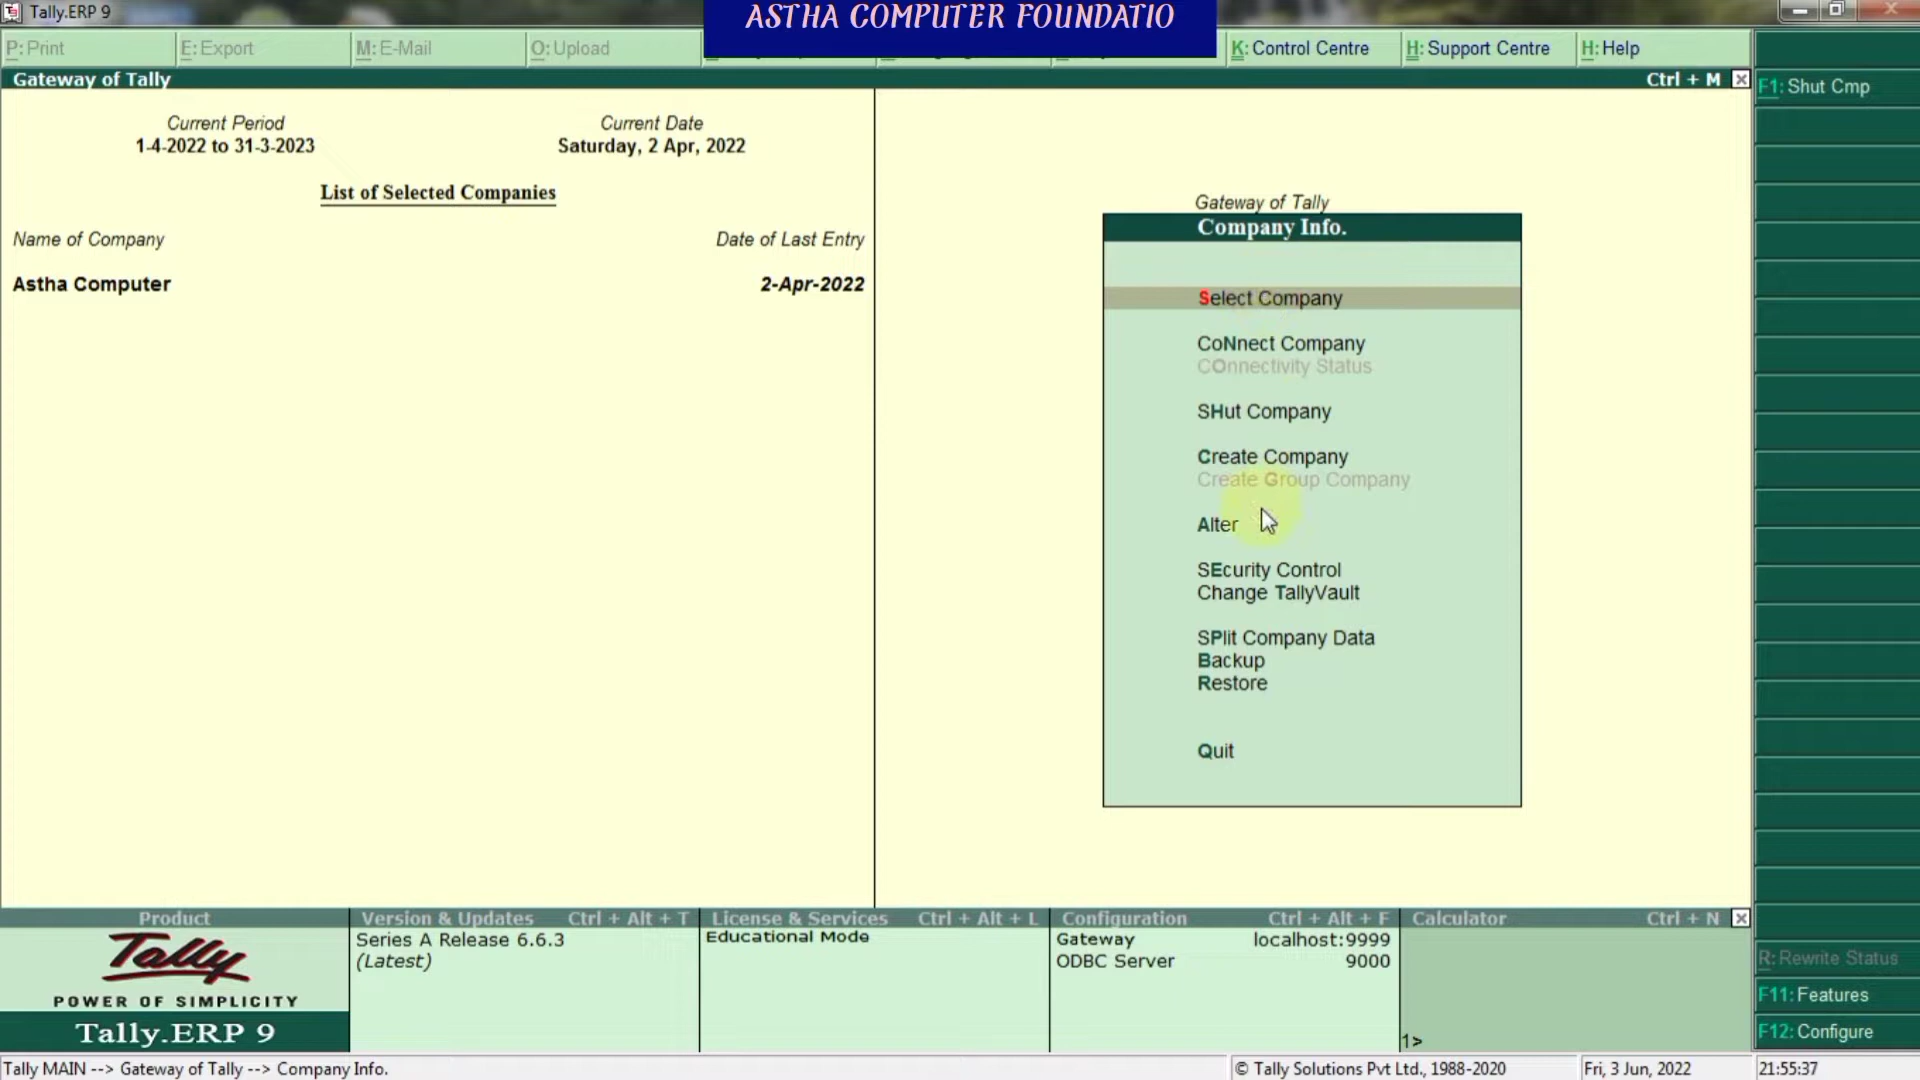 Tally.ERP 9
ASTHA COMPUTER FOUNDATIO
P: Print
E: Export
M: E-Mail
O: Upload
K: Control Centre
H: Support Centre
H: Help
Gateway of Tally
Ctrl + M
F1: Shut Cmp
Current Period
1-4-2022 to 31-3-2023
Current Date
Saturday, 2 Apr, 2022
List of Selected Companies
Name of Company
Date of Last Entry
Astha Computer
2-Apr-2022
Gateway of Tally
Company Info.
Select Company
CoNnect Company
COnnectivity Status
SHut Company
Create Company
Create Group Company
Alter
SEcurity Control
Change TallyVault
SPlit Company Data
Backup
Restore
Quit
Product
Tally
POWER OF SIMPLICITY
Tally.ERP 9
Version & Updates
Ctrl + Alt + T
Series A Release 6.6.3
(Latest)
License & Services
Ctrl + Alt + L
Educational Mode
Configuration
Ctrl + Alt + F
Gateway
localhost:9999
ODBC Server
9000
Calculator
Ctrl + N
1>
R: Rewrite Status
F11: Features
F12: Configure
Tally MAIN --> Gateway of Tally --> Company Info.
© Tally Solutions Pvt Ltd., 1988-2020
Fri, 3 Jun, 2022
21:55:37